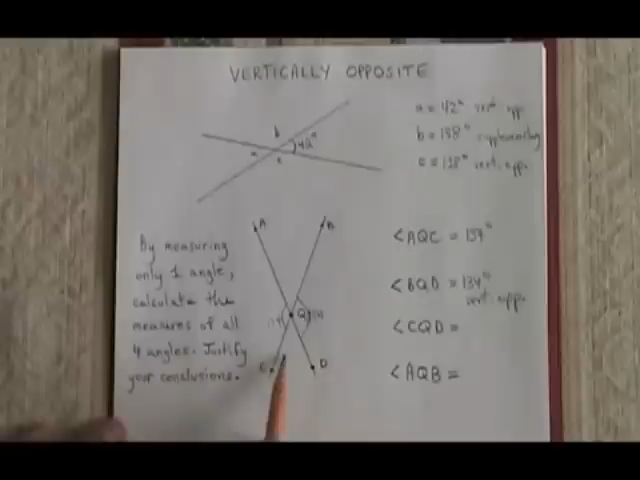 VERTICALLY OPPOSITE
a = 42° vert. opp.
b = 138° supplementary
c = 138° vert. opp.
b
42°
a
c
A
B
By measuring
only 1 angle,
calculate the
measures of all
4 angles. Justify
your conclusions.
Q
C
D
<AQC = 134°
<BQD = 134°
vert. opp.
<CQD =
<AQB =